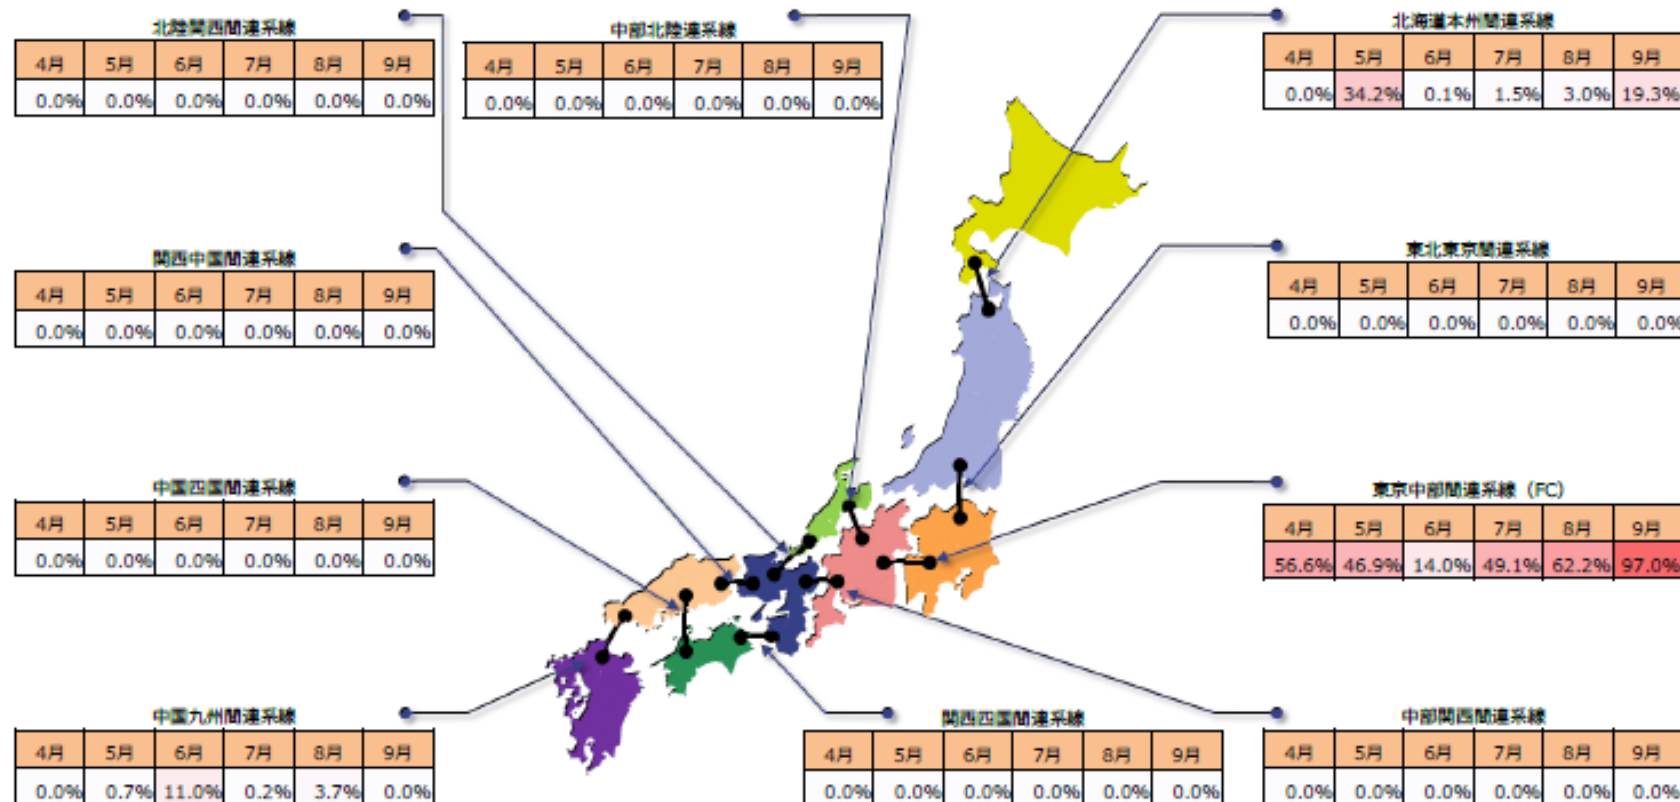 北陸関西間連系線
4月 5月 6月 7月 8月 9月
0.0% 0.0% 0.0% 0.0% 0.0% 0.0%
中部北陸連系線
4月 5月 6月 7月 8月 9月
0.0% 0.0% 0.0% 0.0% 0.0% 0.0%
北海道本州間連系線
4月 5月 6月 7月 8月 9月
0.0% 34.2% 0.1% 1.5% 3.0% 19.3%
関西中国間連系線
4月 5月 6月 7月 8月 9月
0.0% 0.0% 0.0% 0.0% 0.0% 0.0%
東北東京間連系線
4月 5月 6月 7月 8月 9月
0.0% 0.0% 0.0% 0.0% 0.0% 0.0%
中国四国間連系線
4月 5月 6月 7月 8月 9月
0.0% 0.0% 0.0% 0.0% 0.0% 0.0%
東京中部間連系線（FC）
4月 5月 6月 7月 8月 9月
56.6% 46.9% 14.0% 49.1% 62.2% 97.0%
中国九州間連系線
4月 5月 6月 7月 8月 9月
0.0% 0.7% 11.0% 0.2% 3.7% 0.0%
関西四国間連系線
4月 5月 6月 7月 8月 9月
0.0% 0.0% 0.0% 0.0% 0.0% 0.0%
中部関西間連系線
4月 5月 6月 7月 8月 9月
0.0% 0.0% 0.0% 0.0% 0.0% 0.0%